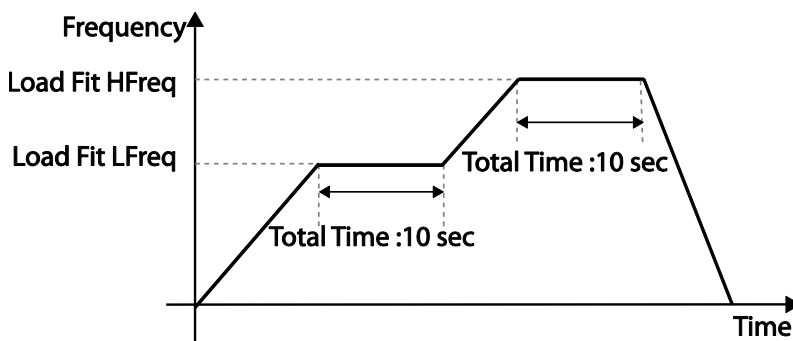 Frequency
Load Fit HFreq
Load Fit LFreq
Total Time :10 sec
Total Time :10 sec
Time